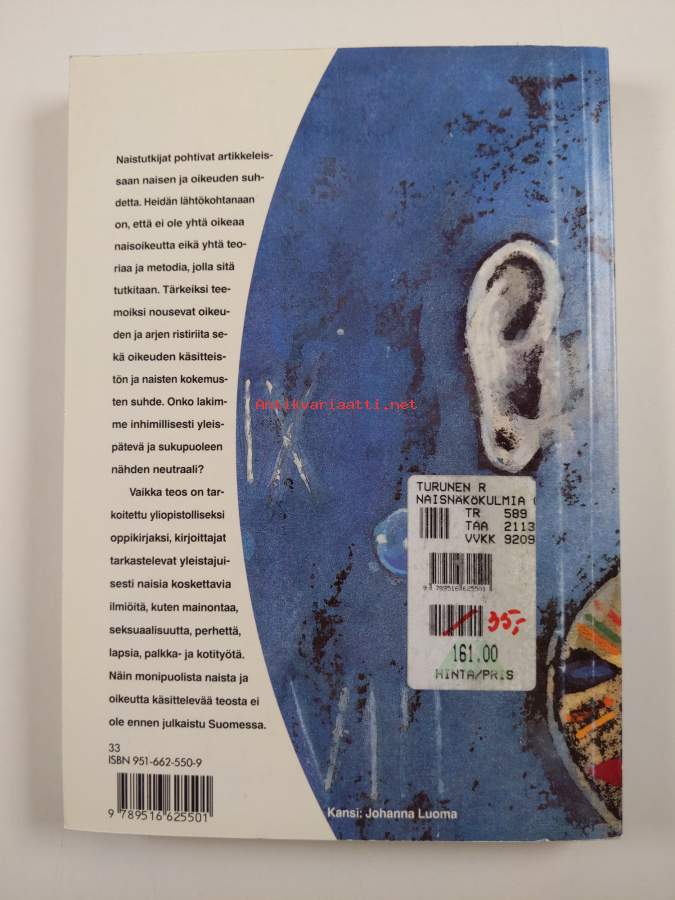 Naistutkijat pohtivat artikkeleis-
saan naisen ja oikeuden suh-
detta. Heidän lähtökohtanaan
on, että ei ole yhtä oikeaa
naisoikeutta eikä yhtä teo-
riaa ja metodia, jolla sitä
tutkitaan. Tärkeiksi tee-
moiksi nousevat oikeu-
den ja arjen ristiriita se-
kä oikeuden käsitteis-
tön ja naisten kokemus-
ten suhde. Onko lakim-
me inhimillisesti yleis-
pätevä ja sukupuoleen
nähden neutraali?
Vaikka teos on tar-
koitettu yliopistolliseksi
oppikirjaksi, kirjoittajat
tarkastelevat yleistajui-
sesti naisia koskettavia
ilmiöitä, kuten mainontaa,
seksuaalisuutta, perhettä,
lapsia, palkka- ja kotityötä.
Näin monipuolista naista ja
oikeutta käsittelevää teosta ei
ole ennen julkaistu Suomessa.
33
ISBN 951-662-550-9
9 789516 625501
Kansi: Johanna Luoma
Antikvariaatti.net
TURUNEN R
NAISNÄKÖKULMIA (
TR 589
TAA 2113
VVKK 9209
9 789516 625501
35,-
161.00
HINTA/PRIS